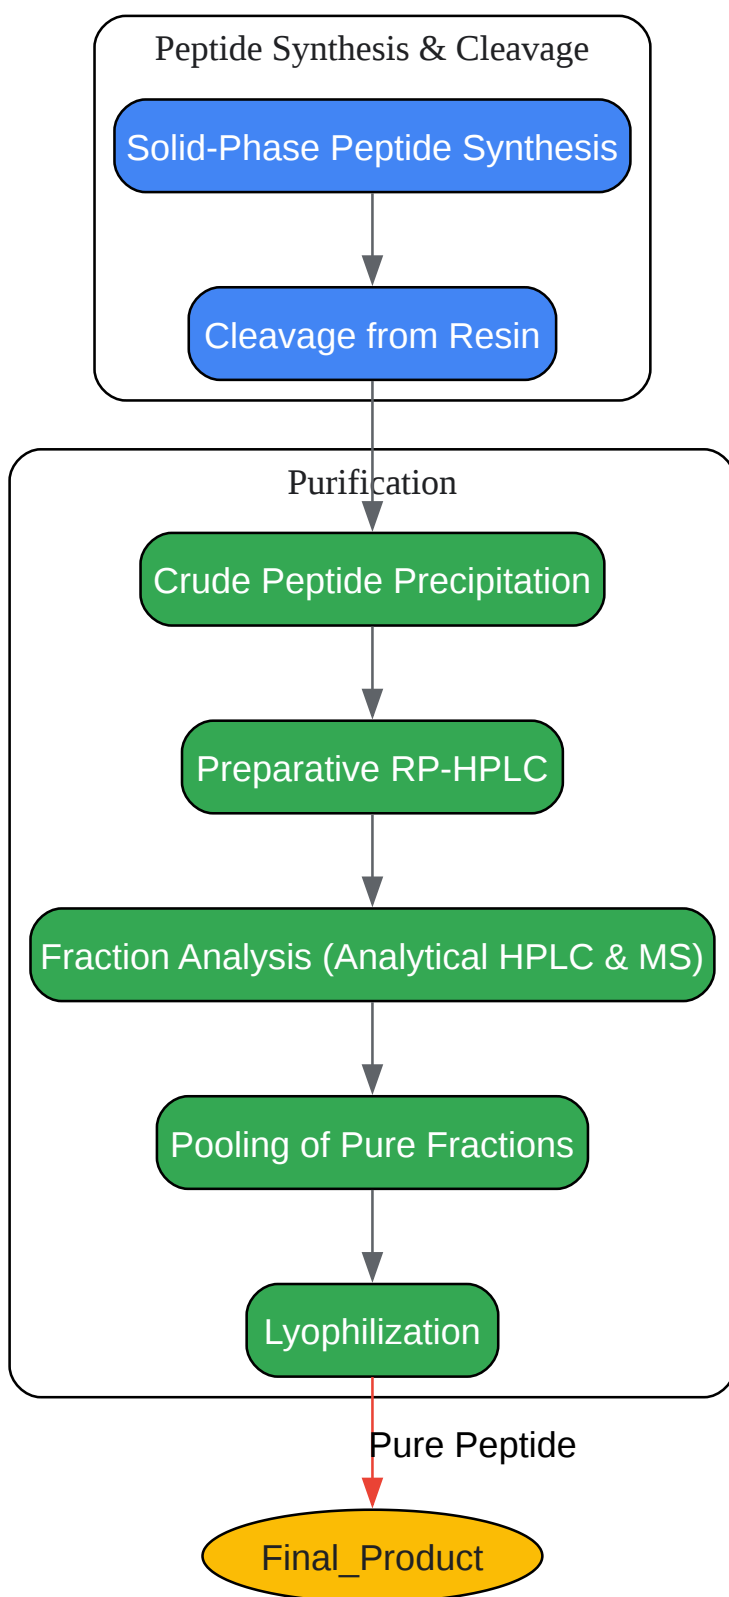 Peptide Synthesis & Cleavage
Solid-Phase Peptide Synthesis
Cleavage from Resin
Purification
Crude Peptide Precipitation
Preparative RP-HPLC
Fraction Analysis (Analytical HPLC & MS)
Pooling of Pure Fractions
Lyophilization
Pure Peptide
Final_Product